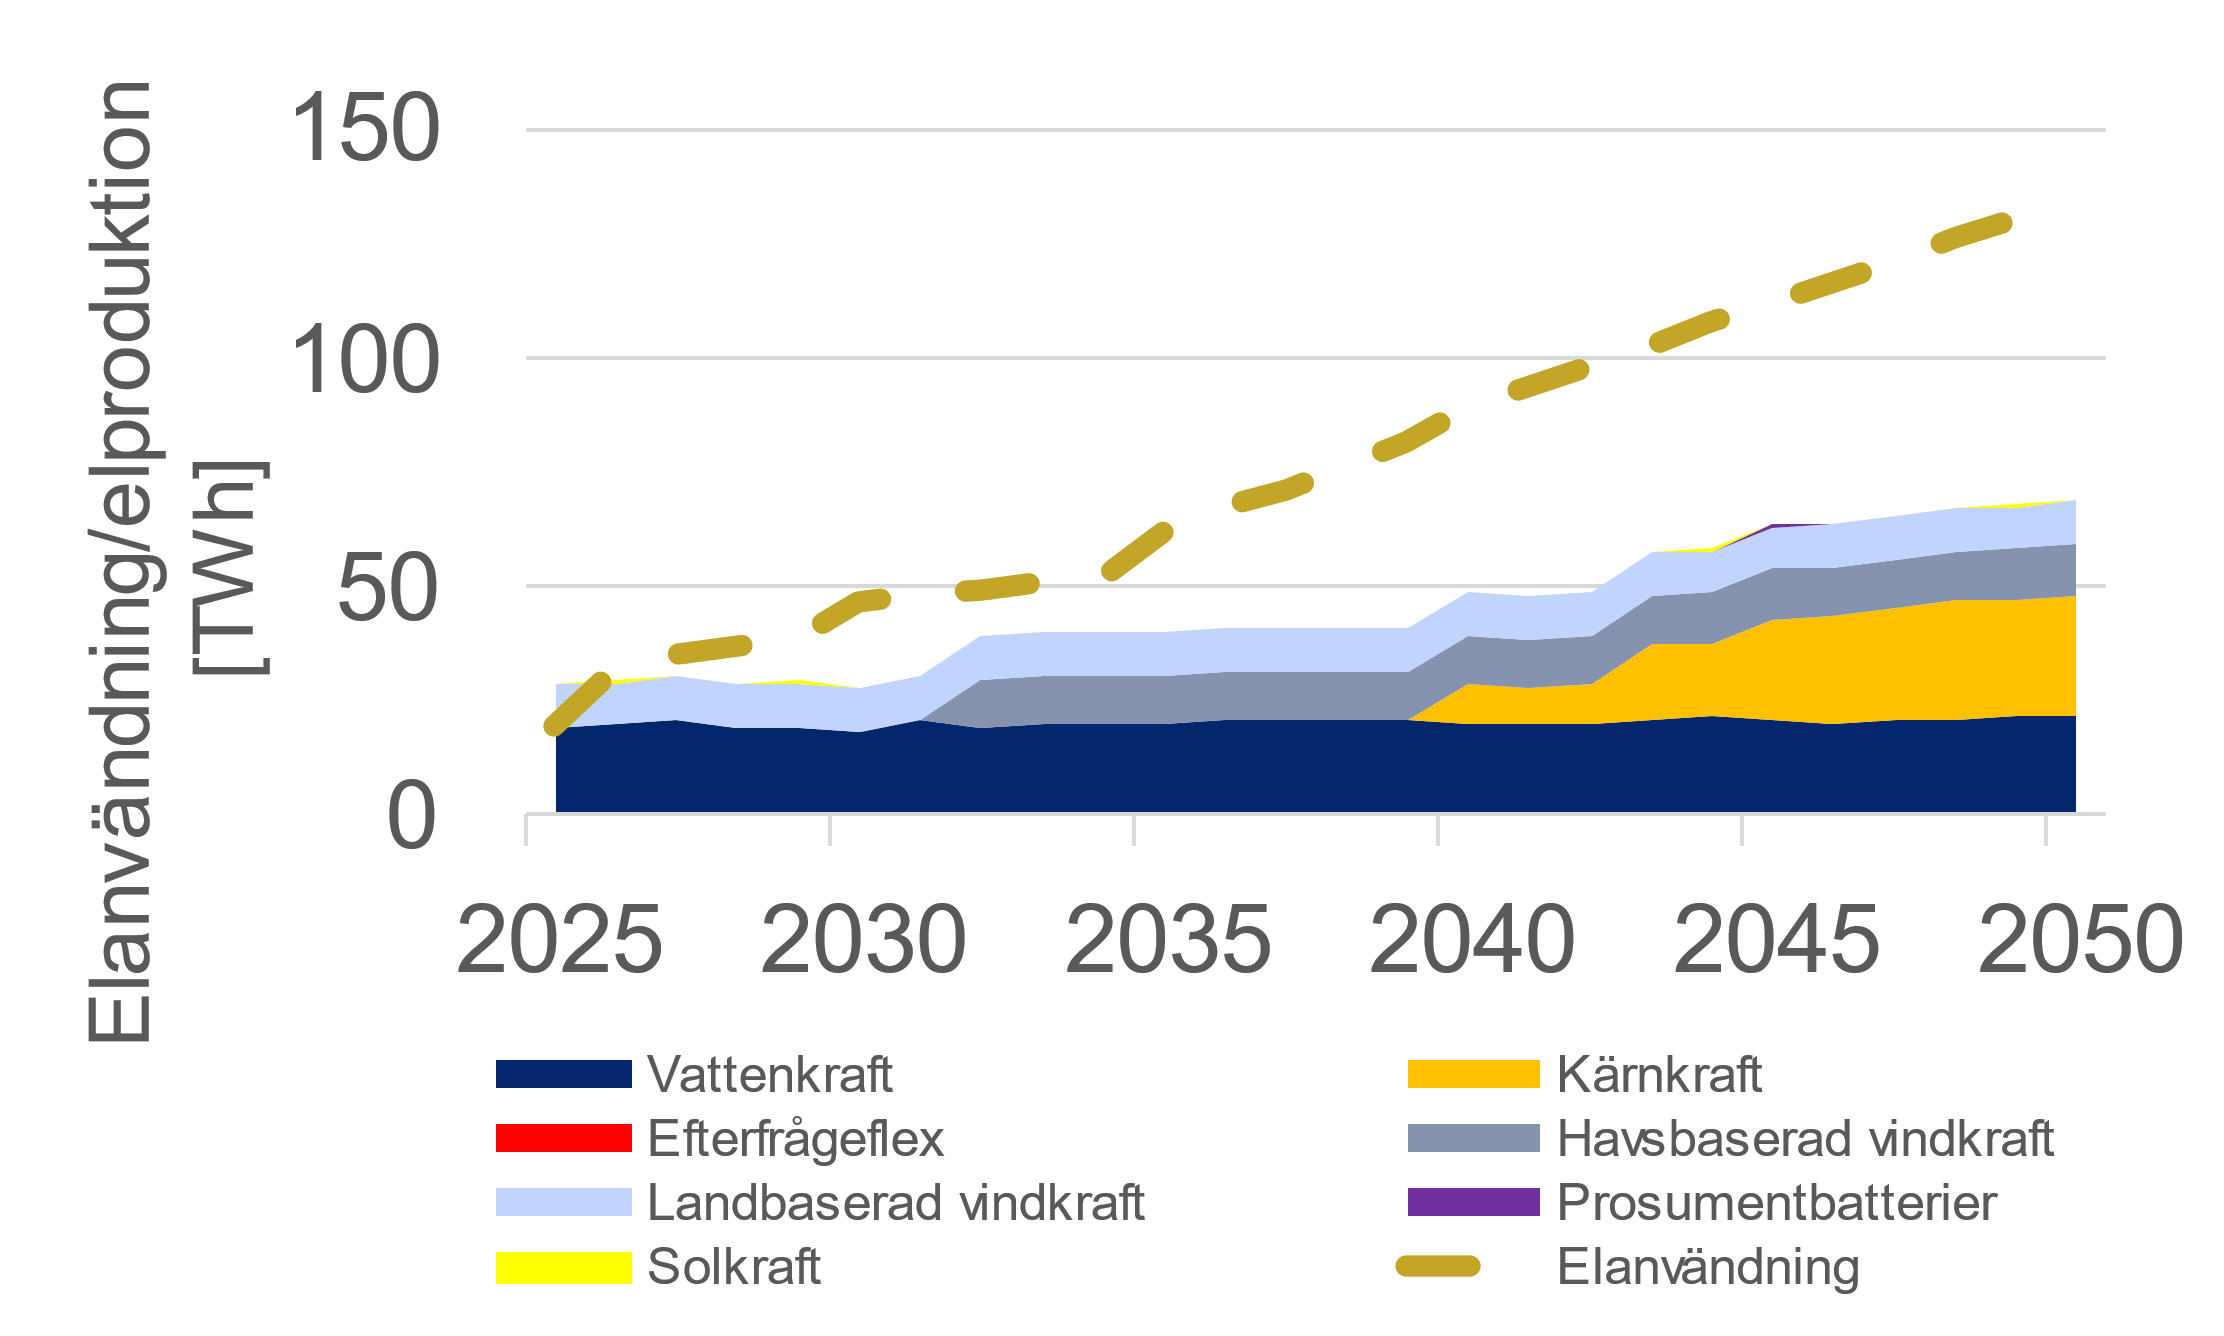 Elanvändning/elproduktion
[TWh]
150
100
50
0
2025 2030 2035 2040 2045 2050
Vattenkraft Kärnkraft
Efterfrågeflex Havsbaserad vindkraft
Landbaserad vindkraft Prosumentbatterier
Solkraft Elanvändning